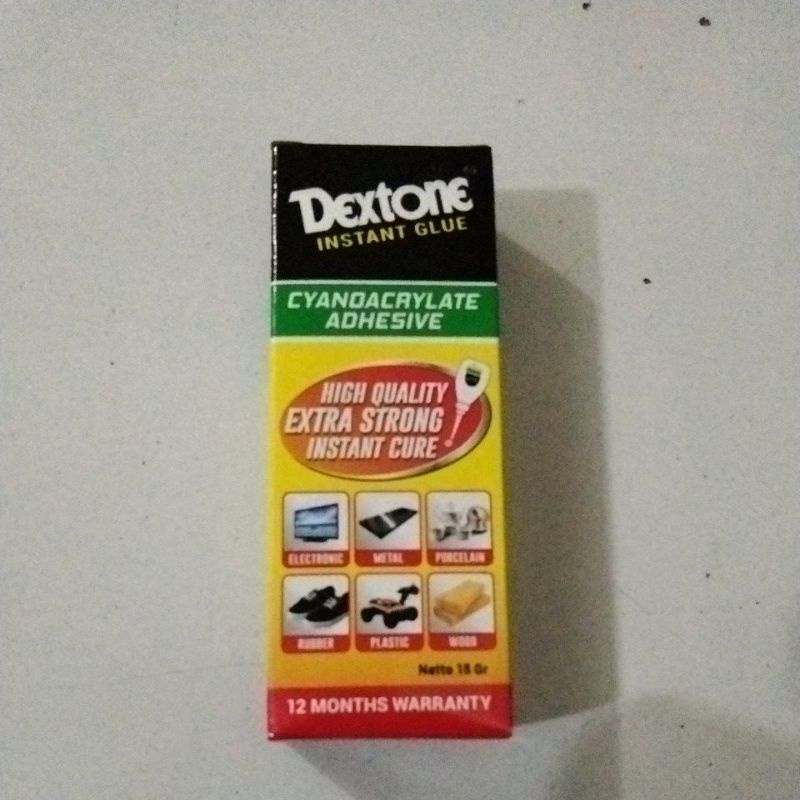 Dextone
INSTANT GLUE
CYANOACRYLATE
ADHESIVE
HIGH QUALITY
EXTRA STRONG
INSTANT CURE
ELECTRONIC METAL PORCELAIN
RUBBER PLASTIC WOOD
Netto 15 Gr
12 MONTHS WARRANTY